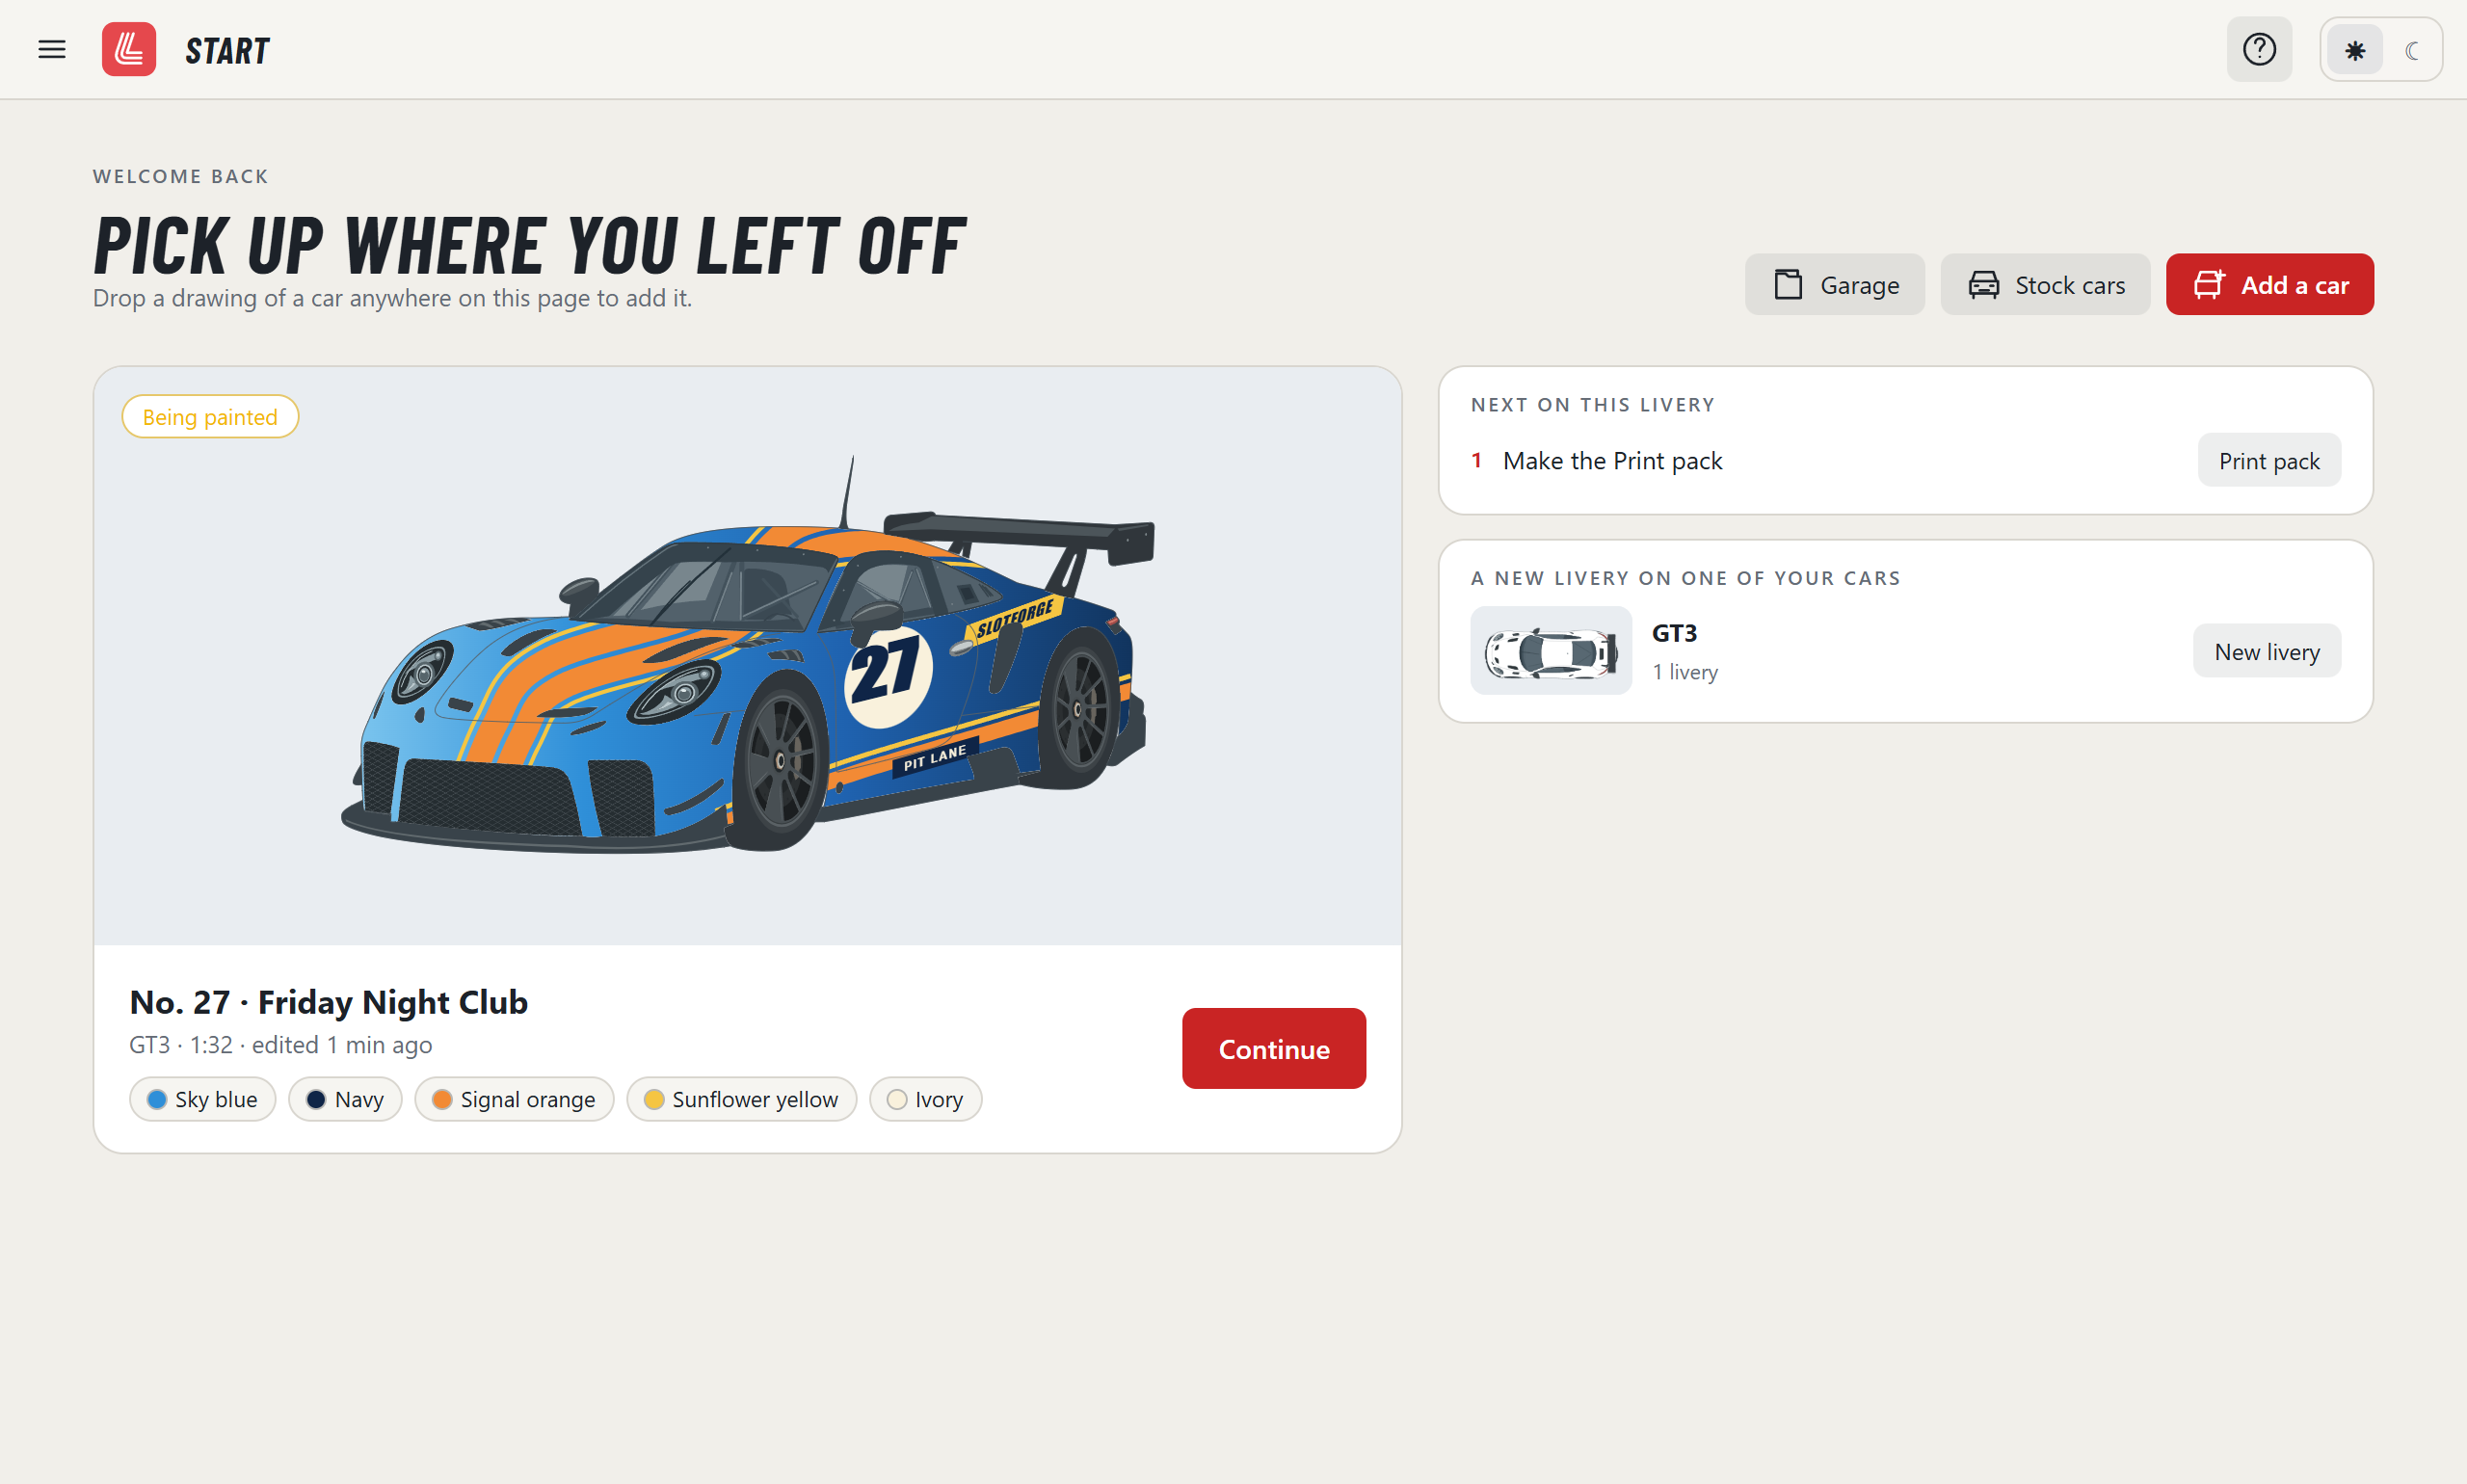 START
WELCOME BACK
PICK UP WHERE YOU LEFT OFF
Drop a drawing of a car anywhere on this page to add it.
Garage
Stock cars
Add a car
Being painted
SLOTFORGE
27
PIT LANE
No. 27 · Friday Night Club
GT3 · 1:32 · edited 1 min ago
Sky blue
Navy
Signal orange
Sunflower yellow
Ivory
Continue
NEXT ON THIS LIVERY
1 Make the Print pack
Print pack
A NEW LIVERY ON ONE OF YOUR CARS
GT3
1 livery
New livery